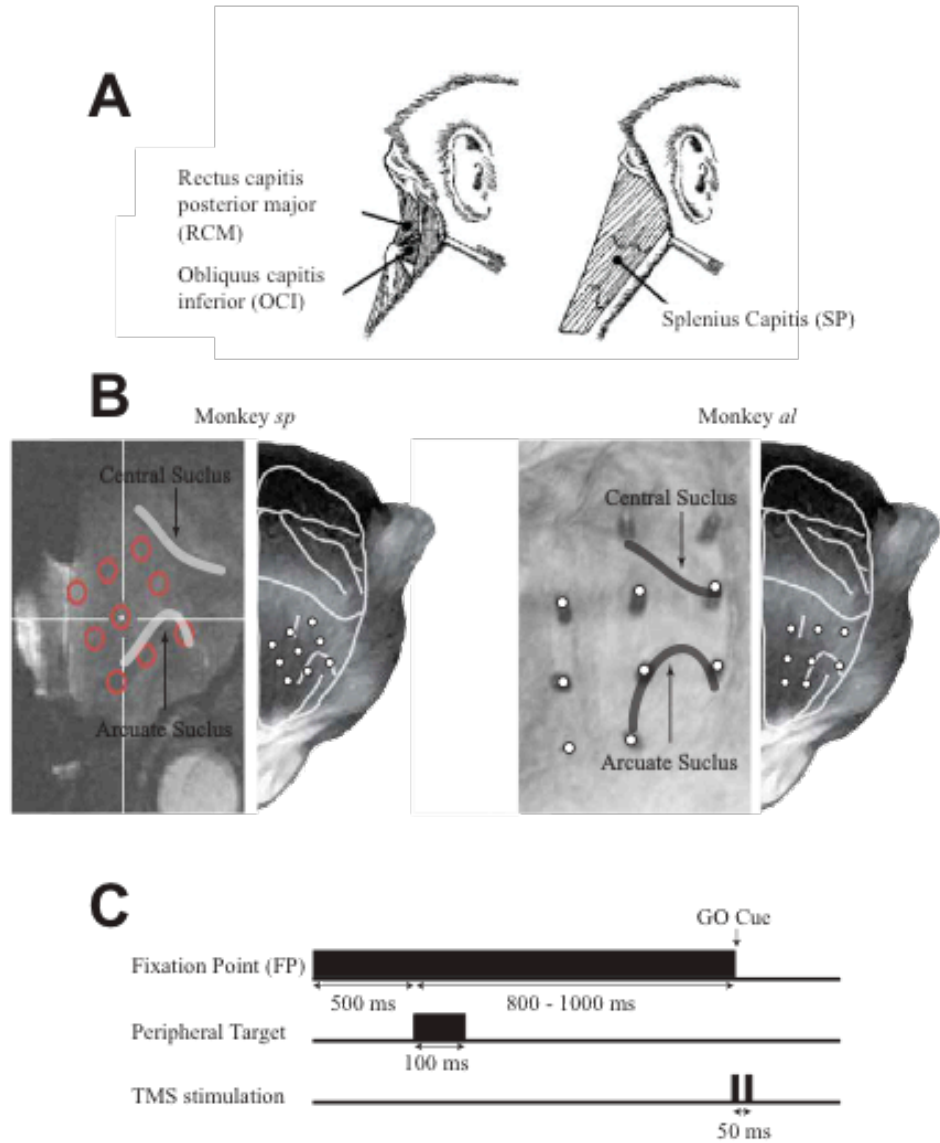 A
Rectus capitis
posterior major
(RCM)
Obliquus capitis
inferior (OCI)
Splenius Capitis (SP)
B
Monkey sp
Monkey al
Central Suclus
Arcuate Suclus
Central Suclus
Arcuate Suclus
C
GO Cue
Fixation Point (FP)
500 ms
800 - 1000 ms
Peripheral Target
100 ms
TMS stimulation
50 ms